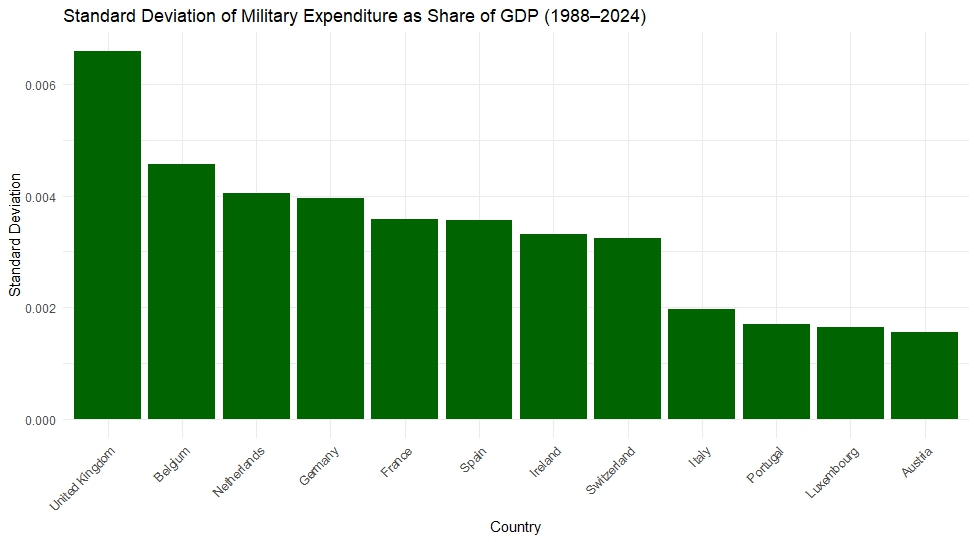 Standard Deviation of Military Expenditure as Share of GDP (1988–2024)
Standard Deviation
0.006
0.004
0.002
0.000
United Kingdom
Belgium
Netherlands
Germany
France
Spain
Ireland
Switzerland
Italy
Portugal
Luxembourg
Austria
Country